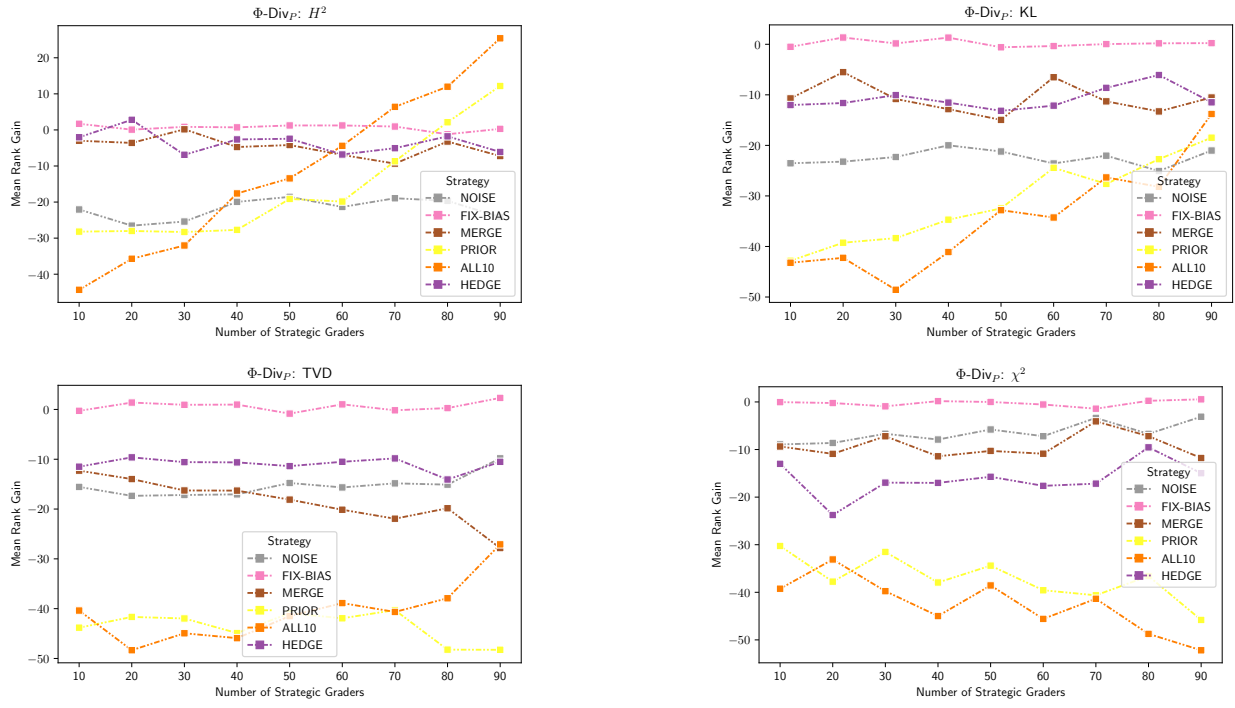 Φ-Div_P: H²
Mean Rank Gain
20
10
0
−10
−20
−30
−40
10 20 30 40 50 60 70 80 90
Number of Strategic Graders
Strategy
NOISE
FIX-BIAS
MERGE
PRIOR
ALL10
HEDGE
Φ-Div_P: KL
Mean Rank Gain
0
−10
−20
−30
−40
−50
10 20 30 40 50 60 70 80 90
Number of Strategic Graders
Strategy
NOISE
FIX-BIAS
MERGE
PRIOR
ALL10
HEDGE
Φ-Div_P: TVD
Mean Rank Gain
0
−10
−20
−30
−40
−50
10 20 30 40 50 60 70 80 90
Number of Strategic Graders
Strategy
NOISE
FIX-BIAS
MERGE
PRIOR
ALL10
HEDGE
Φ-Div_P: χ²
Mean Rank Gain
0
−10
−20
−30
−40
−50
10 20 30 40 50 60 70 80 90
Number of Strategic Graders
Strategy
NOISE
FIX-BIAS
MERGE
PRIOR
ALL10
HEDGE